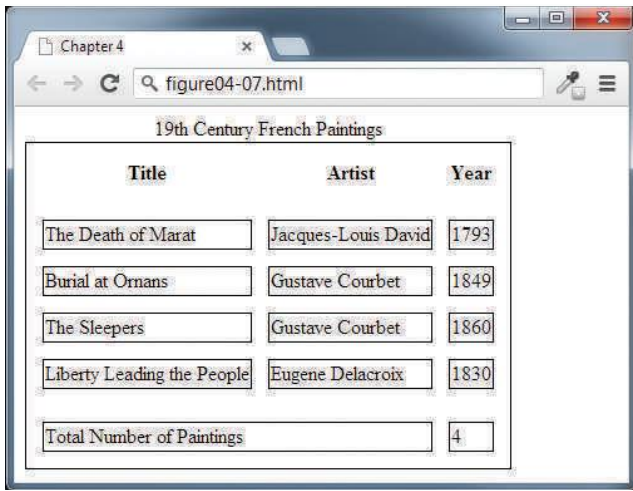 Chapter 4
figure04-07.html
19th Century French Paintings
Title Artist Year
The Death of Marat Jacques-Louis David 1793
Burial at Ornans Gustave Courbet 1849
The Sleepers Gustave Courbet 1860
Liberty Leading the People Eugene Delacroix 1830
Total Number of Paintings 4